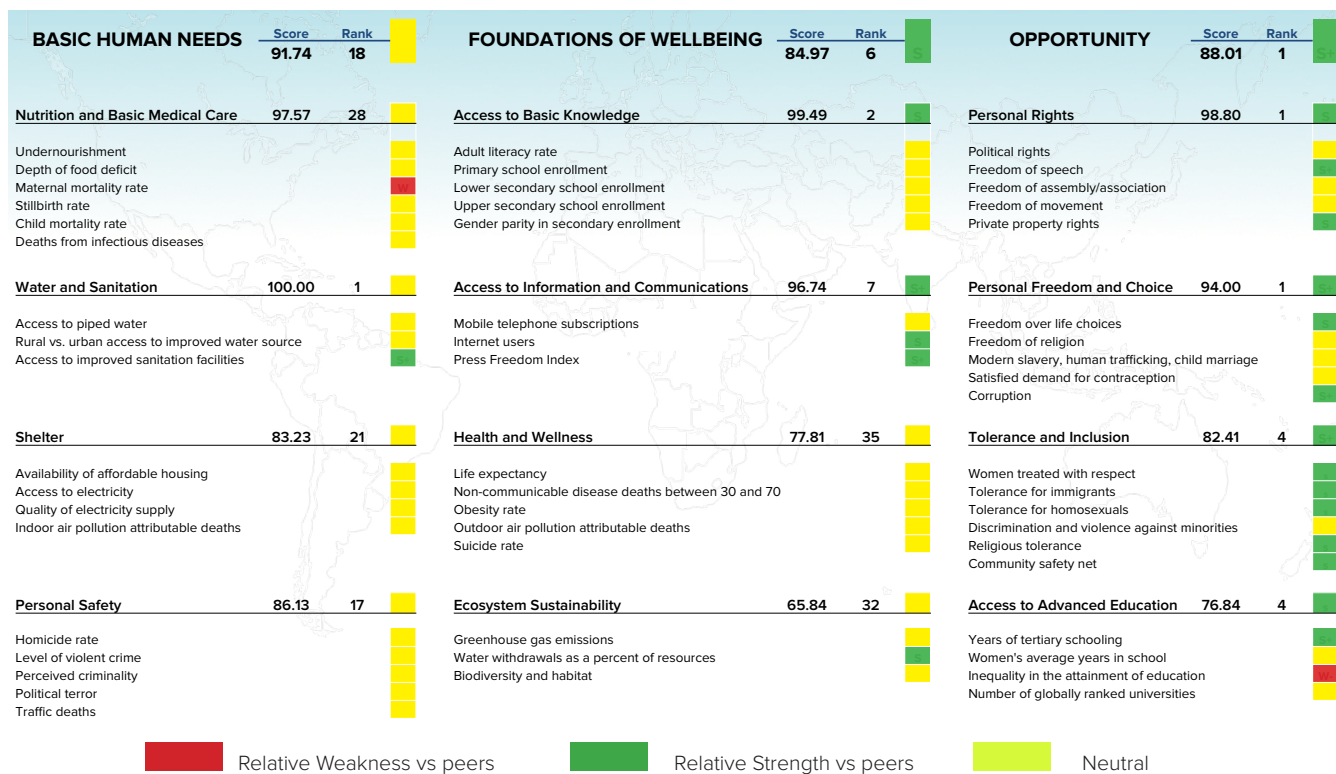 BASIC HUMAN NEEDS Score Rank
91.74 18
Nutrition and Basic Medical Care 97.57 28
Undernourishment
Depth of food deficit
Maternal mortality rate W
Stillbirth rate
Child mortality rate
Deaths from infectious diseases
Water and Sanitation 100.00 1
Access to piped water
Rural vs. urban access to improved water source
Access to improved sanitation facilities S+
Shelter 83.23 21
Availability of affordable housing
Access to electricity
Quality of electricity supply
Indoor air pollution attributable deaths
Personal Safety 86.13 17
Homicide rate
Level of violent crime
Perceived criminality
Political terror
Traffic deaths
FOUNDATIONS OF WELLBEING Score Rank
84.97 6 S
Access to Basic Knowledge 99.49 2 S
Adult literacy rate
Primary school enrollment
Lower secondary school enrollment
Upper secondary school enrollment
Gender parity in secondary enrollment
Access to Information and Communications 96.74 7 S+
Mobile telephone subscriptions
Internet users S
Press Freedom Index S+
Health and Wellness 77.81 35
Life expectancy
Non-communicable disease deaths between 30 and 70
Obesity rate
Outdoor air pollution attributable deaths
Suicide rate
Ecosystem Sustainability 65.84 32
Greenhouse gas emissions
Water withdrawals as a percent of resources S
Biodiversity and habitat
OPPORTUNITY Score Rank
88.01 1 S+
Personal Rights 98.80 1 S
Political rights
Freedom of speech S+
Freedom of assembly/association
Freedom of movement
Private property rights S
Personal Freedom and Choice 94.00 1 S+
Freedom over life choices S
Freedom of religion
Modern slavery, human trafficking, child marriage
Satisfied demand for contraception
Corruption S+
Tolerance and Inclusion 82.41 4 S+
Women treated with respect
Tolerance for immigrants
Tolerance for homosexuals
Discrimination and violence against minorities
Religious tolerance
Community safety net
Access to Advanced Education 76.84 4
Years of tertiary schooling S+
Women's average years in school
Inequality in the attainment of education W+
Number of globally ranked universities
Relative Weakness vs peers Relative Strength vs peers Neutral